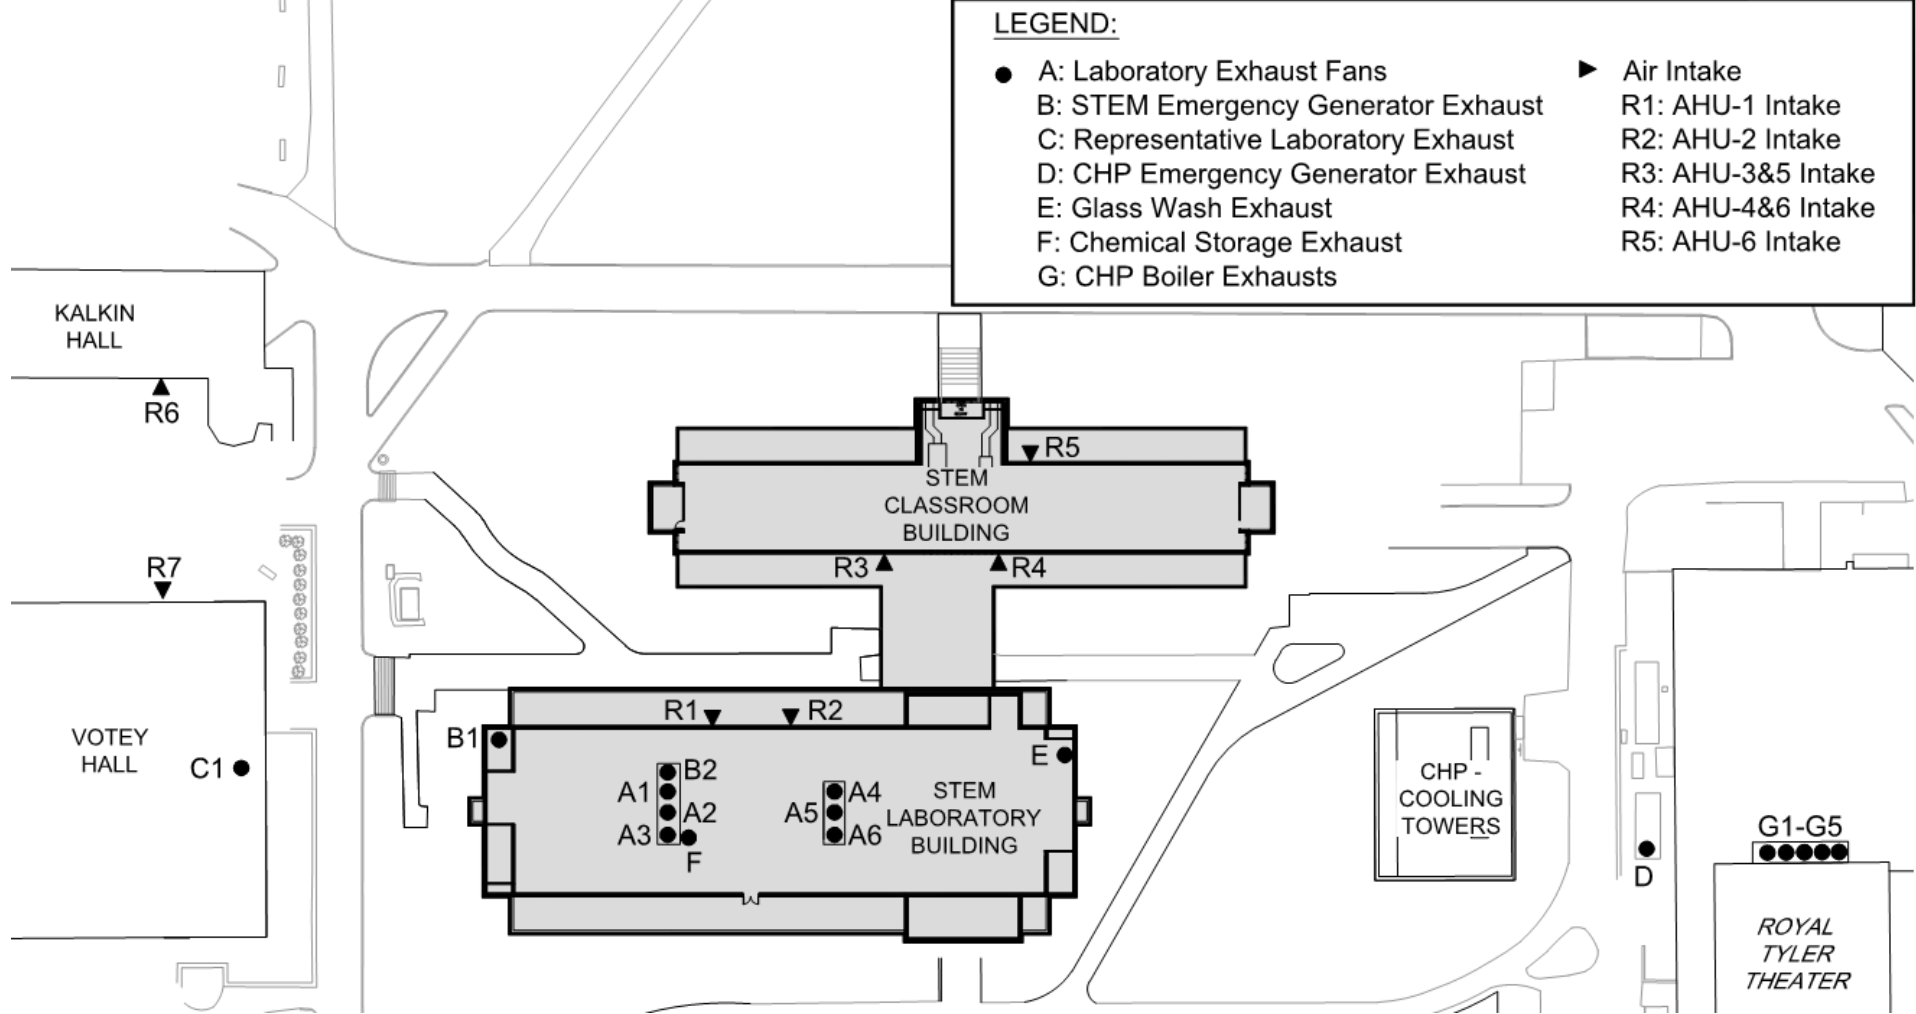 LEGEND:
A: Laboratory Exhaust Fans
B: STEM Emergency Generator Exhaust
C: Representative Laboratory Exhaust
D: CHP Emergency Generator Exhaust
E: Glass Wash Exhaust
F: Chemical Storage Exhaust
G: CHP Boiler Exhausts
Air Intake
R1: AHU-1 Intake
R2: AHU-2 Intake
R3: AHU-3&5 Intake
R4: AHU-4&6 Intake
R5: AHU-6 Intake
KALKIN
HALL
R6
R5
STEM
CLASSROOM
BUILDING
R7
R3
R4
R1
R2
B1
VOTEY
HALL
C1
B2
A1
A2
A3
F
A4
A5
A6
E
STEM
LABORATORY
BUILDING
CHP -
COOLING
TOWERS
D
G1-G5
ROYAL
TYLER
THEATER